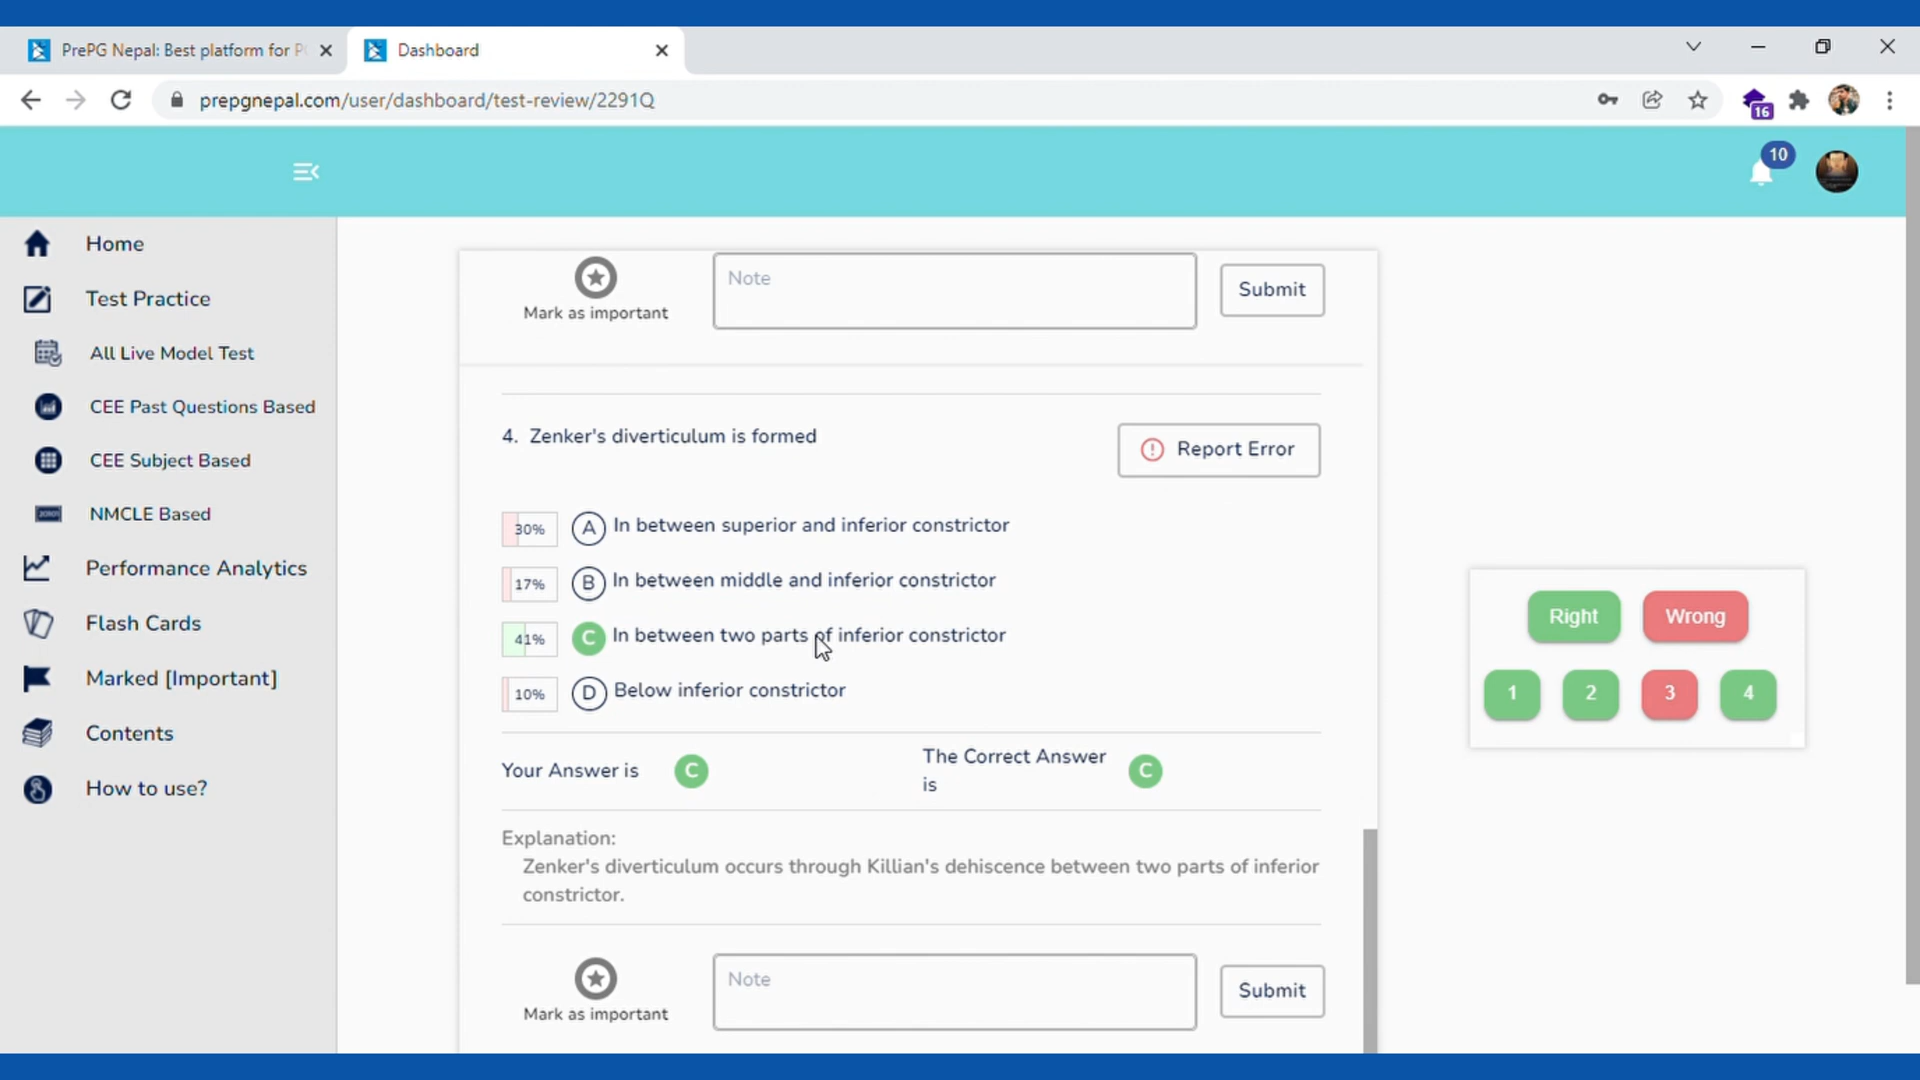 PrePG Nepal: Best platform for P
Dashboard
prepgnepal.com/user/dashboard/test-review/2291Q
16
10
Home
Test Practice
All Live Model Test
CEE Past Questions Based
CEE Subject Based
NMCLE Based
Performance Analytics
Flash Cards
Marked [Important]
Contents
How to use?
Mark as important
Note
Submit
4. Zenker's diverticulum is formed
Report Error
30% A In between superior and inferior constrictor
17% B In between middle and inferior constrictor
41% C In between two parts of inferior constrictor
10% D Below inferior constrictor
Your Answer is C
The Correct Answer
is C
Explanation:
Zenker's diverticulum occurs through Killian's dehiscence between two parts of inferior
constrictor.
Mark as important
Note
Submit
Right Wrong
1 2 3 4